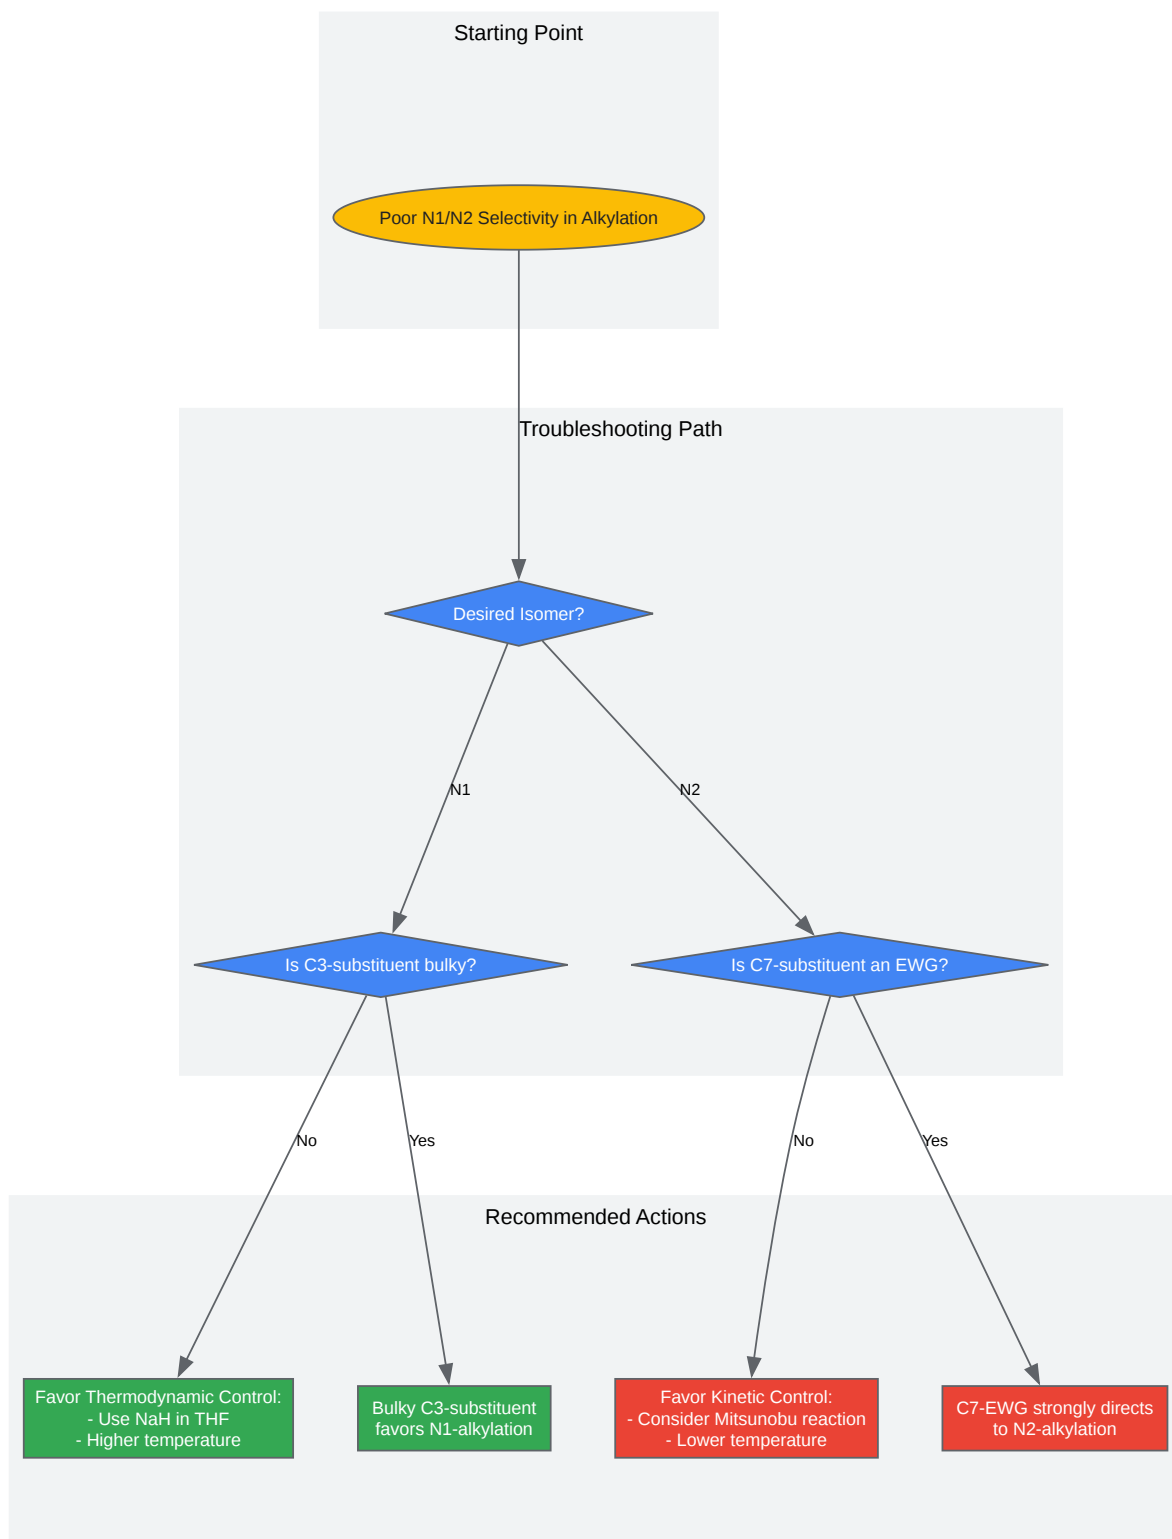 Starting Point
Poor N1/N2 Selectivity in Alkylation
Troubleshooting Path
Desired Isomer?
N1
N2
Is C3-substituent bulky?
Is C7-substituent an EWG?
No
Yes
No
Yes
Recommended Actions
Favor Thermodynamic Control:
- Use NaH in THF
- Higher temperature
Bulky C3-substituent
favors N1-alkylation
Favor Kinetic Control:
- Consider Mitsunobu reaction
- Lower temperature
C7-EWG strongly directs
to N2-alkylation